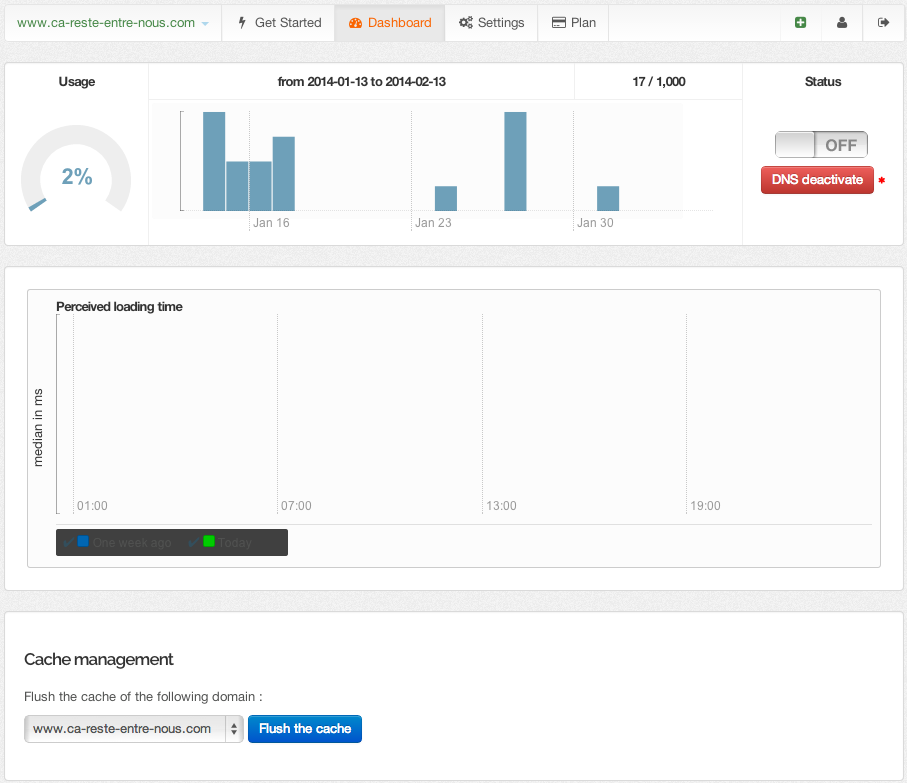 www.ca-reste-entre-nous.com Get Started Dashboard Settings Plan
Usage from 2014-01-13 to 2014-02-13 17 / 1,000 Status
OFF
2% DNS deactivate *
Jan 16 Jan 23 Jan 30
Perceived loading time
median in ms
01:00 07:00 13:00 19:00
One week ago Today
Cache management
Flush the cache of the following domain :
www.ca-reste-entre-nous.com Flush the cache